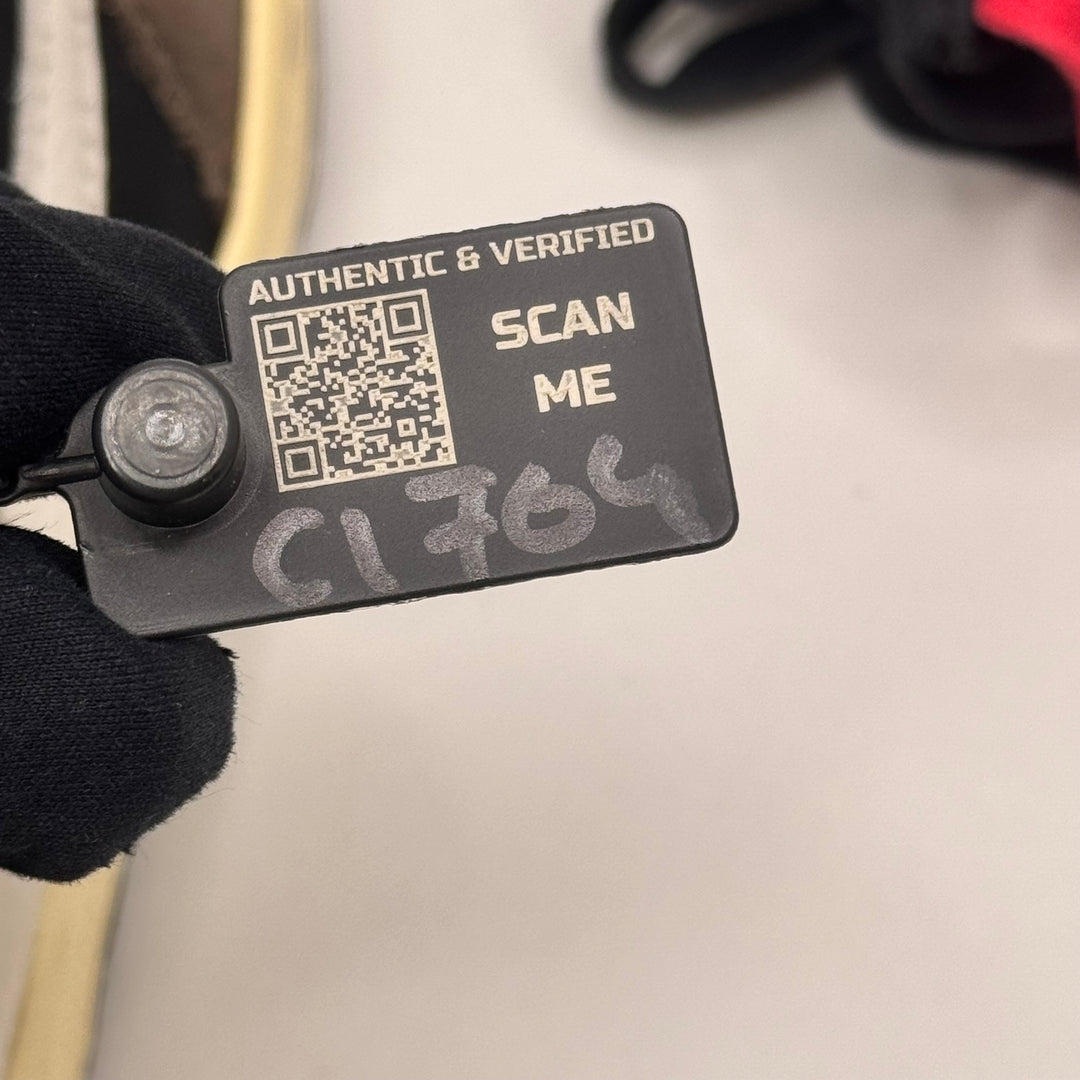 AUTHENTIC & VERIFIED
SCAN
ME
C1704